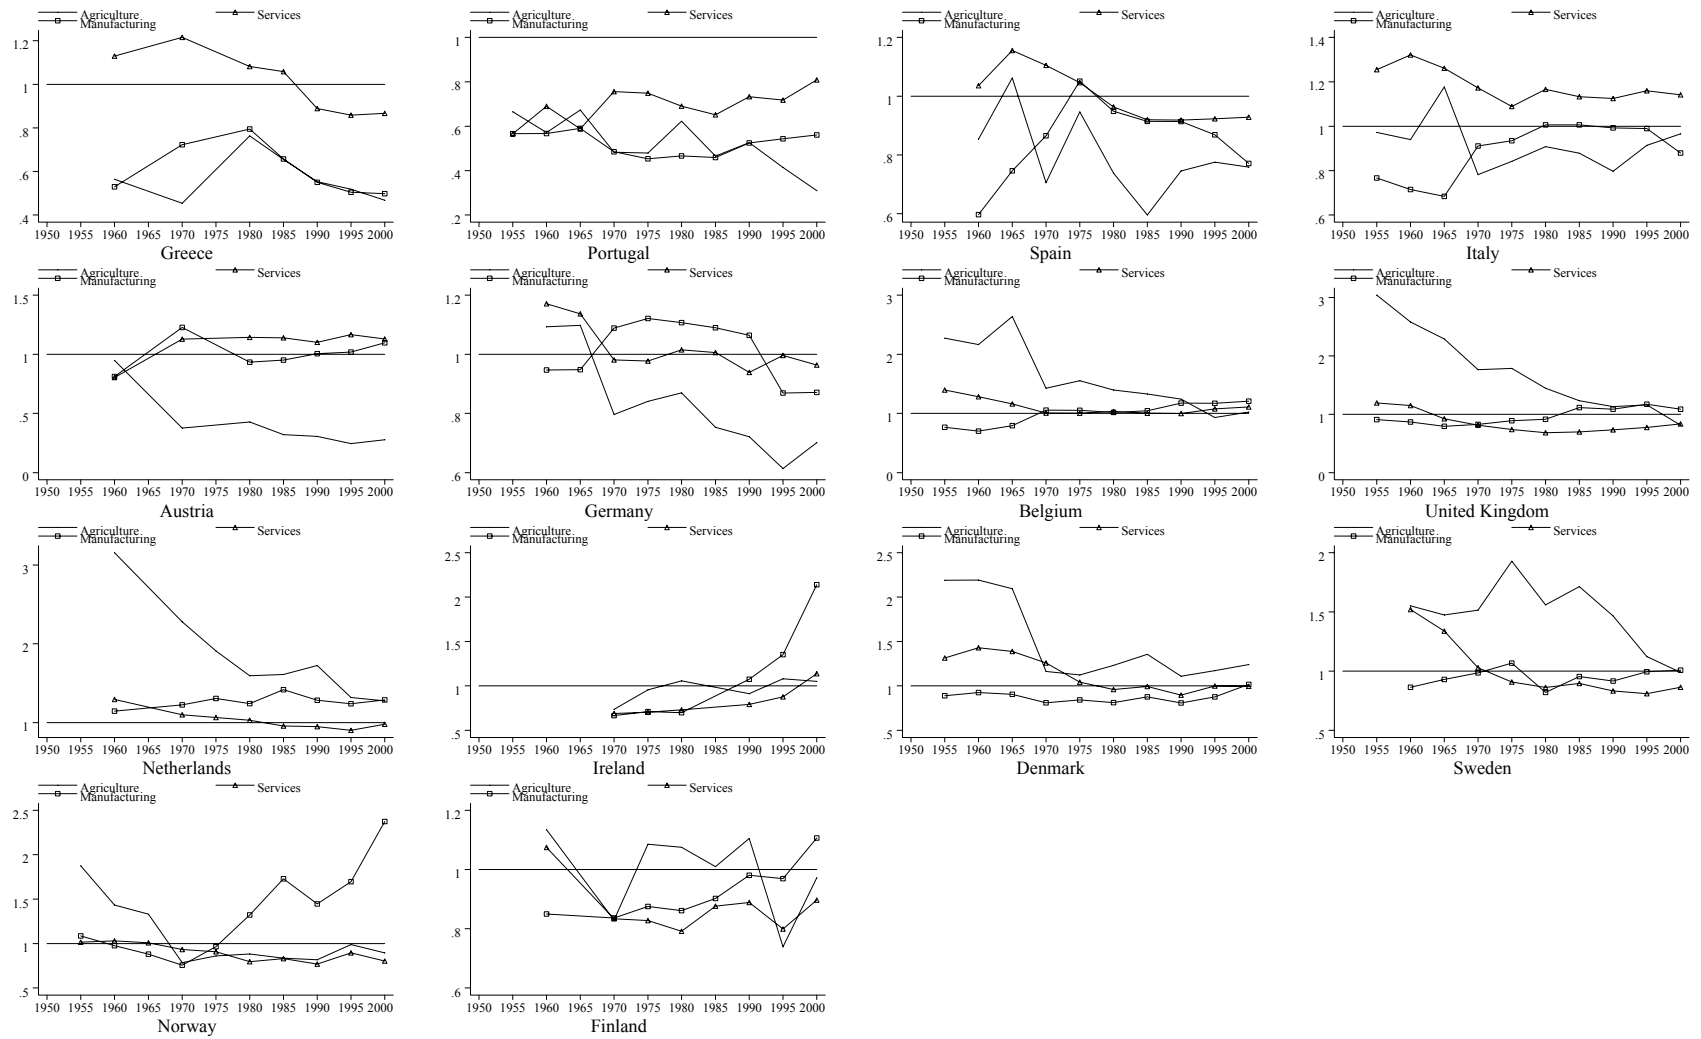 Agriculture Services Agriculture Services Agriculture Services Agriculture Services
Manufacturing Manufacturing Manufacturing Manufacturing
1.2 1 .8 .6 .4
1950 1955 1960 1965 1970 1975 1980 1985 1990 1995 2000
Greece
1 .8 .6 .4 .2
1950 1955 1960 1965 1970 1975 1980 1985 1990 1995 2000
Portugal
1.2 1 .8 .6
1950 1955 1960 1965 1970 1975 1980 1985 1990 1995 2000
Spain
1.4 1.2 1 .8 .6
1950 1955 1960 1965 1970 1975 1980 1985 1990 1995 2000
Italy
Agriculture Services Agriculture Services Agriculture Services Agriculture Services
Manufacturing Manufacturing Manufacturing Manufacturing
1.5 1 .5 0
1950 1955 1960 1965 1970 1975 1980 1985 1990 1995 2000
Austria
1.2 1 .8 .6
1950 1955 1960 1965 1970 1975 1980 1985 1990 1995 2000
Germany
3 2 1 0
1950 1955 1960 1965 1970 1975 1980 1985 1990 1995 2000
Belgium
3 2 1 0
1950 1955 1960 1965 1970 1975 1980 1985 1990 1995 2000
United Kingdom
Agriculture Services Agriculture Services Agriculture Services Agriculture Services
Manufacturing Manufacturing Manufacturing Manufacturing
3 2 1
1950 1955 1960 1965 1970 1975 1980 1985 1990 1995 2000
Netherlands
2.5 2 1.5 1 .5
1950 1955 1960 1965 1970 1975 1980 1985 1990 1995 2000
Ireland
2.5 2 1.5 1 .5
1950 1955 1960 1965 1970 1975 1980 1985 1990 1995 2000
Denmark
2 1.5 1 .5
1950 1955 1960 1965 1970 1975 1980 1985 1990 1995 2000
Sweden
Agriculture Services Agriculture Services
Manufacturing Manufacturing
2.5 2 1.5 1 .5
1950 1955 1960 1965 1970 1975 1980 1985 1990 1995 2000
Norway
1.2 1 .8 .6
1950 1955 1960 1965 1970 1975 1980 1985 1990 1995 2000
Finland